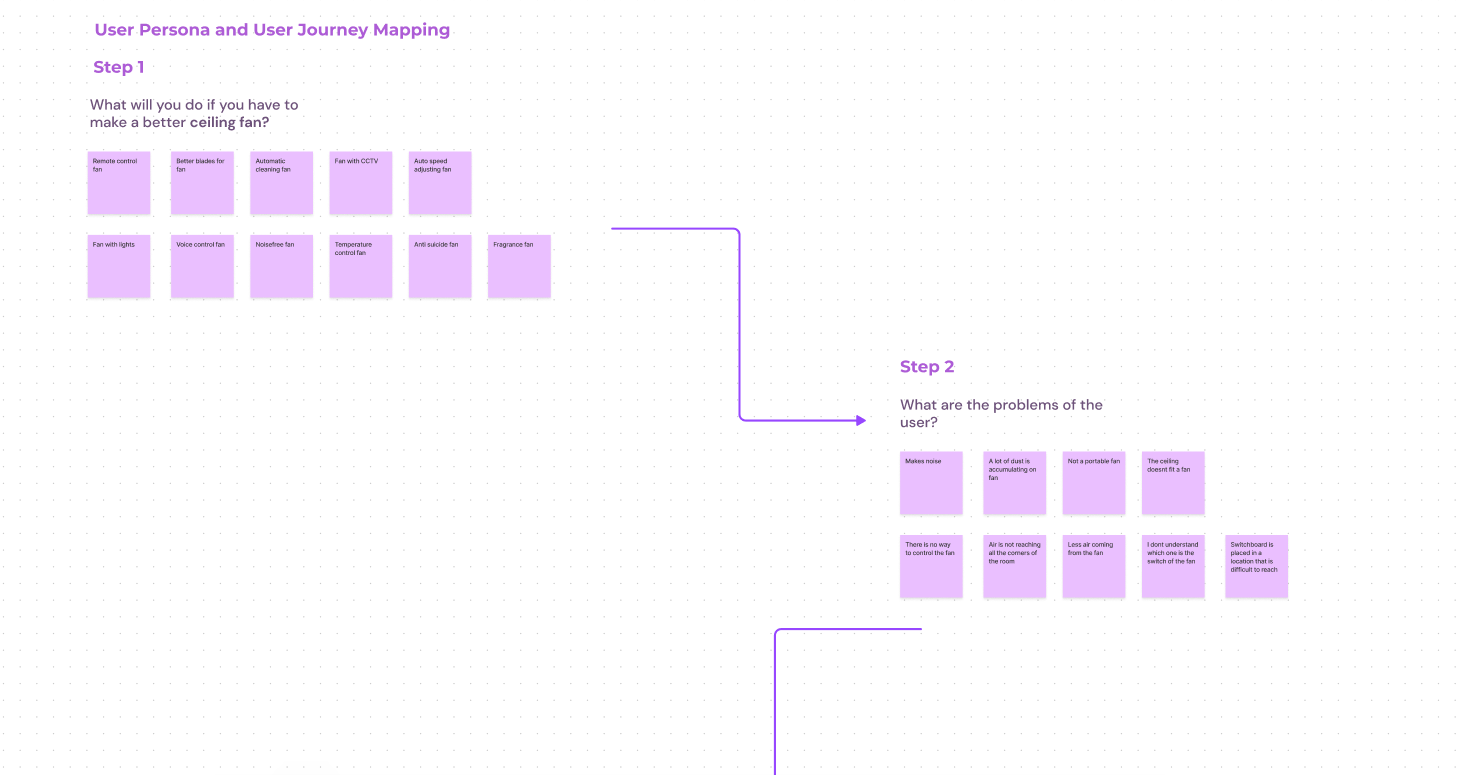 User Persona and User Journey Mapping
Step 1
What will you do if you have to
make a better ceiling fan?
Remote control
fan
Better blades for
fan
Automatic
cleaning fan
Fan with CCTV
Auto speed
adjusting fan
Fan with lights
Voice control fan
Noisefree fan
Temperature
control fan
Anti suicide fan
Fragrance fan
Step 2
What are the problems of the
user?
Makes noise
A lot of dust is
accumulating on
fan
Not a portable fan
The ceiling
doesnt fit a fan
There is no way
to control the fan
Air is not reaching
all the corners of
the room
Less air coming
from the fan
I dont understand
which one is the
switch of the fan
Switchboard is
placed in a
location that is
difficult to reach